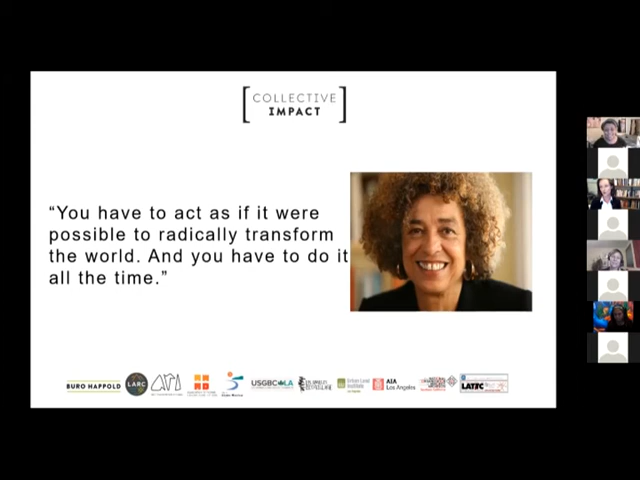 [COLLECTIVE
IMPACT]
“You have to act as if it were
possible to radically transform
the world. And you have to do it
all the time.”
BURO HAPPOLD
LARC
USGBC LA
AIA
Los Angeles
LATTC